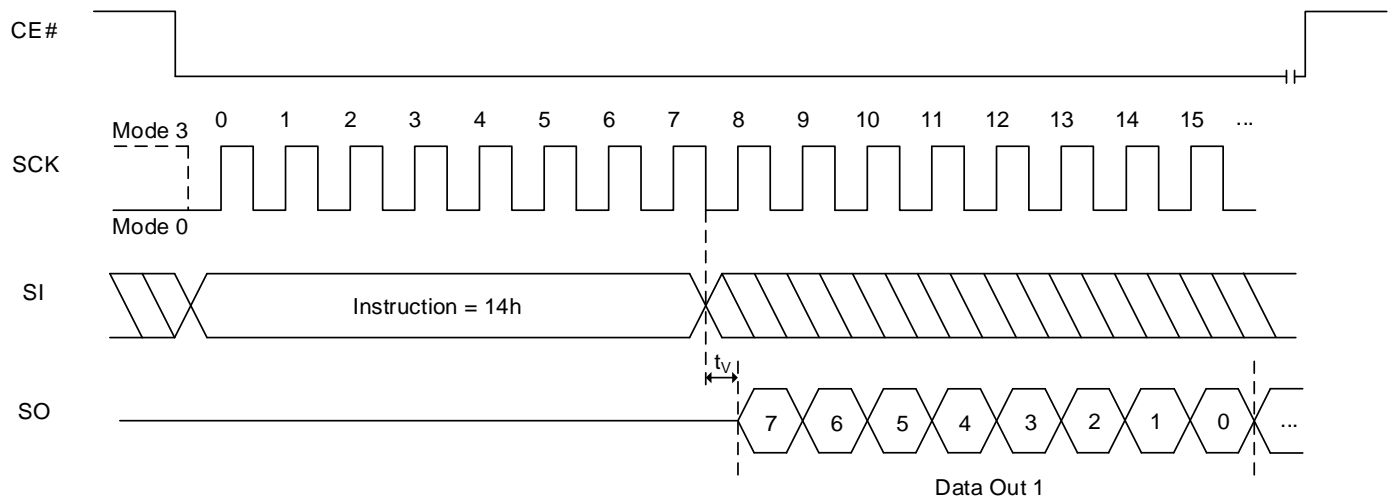 CE#
Mode 3
0 1 2 3 4 5 6 7 8 9 10 11 12 13 14 15 ...
SCK
Mode 0
SI
Instruction = 14h
tV
SO
7 6 5 4 3 2 1 0 ...
Data Out 1